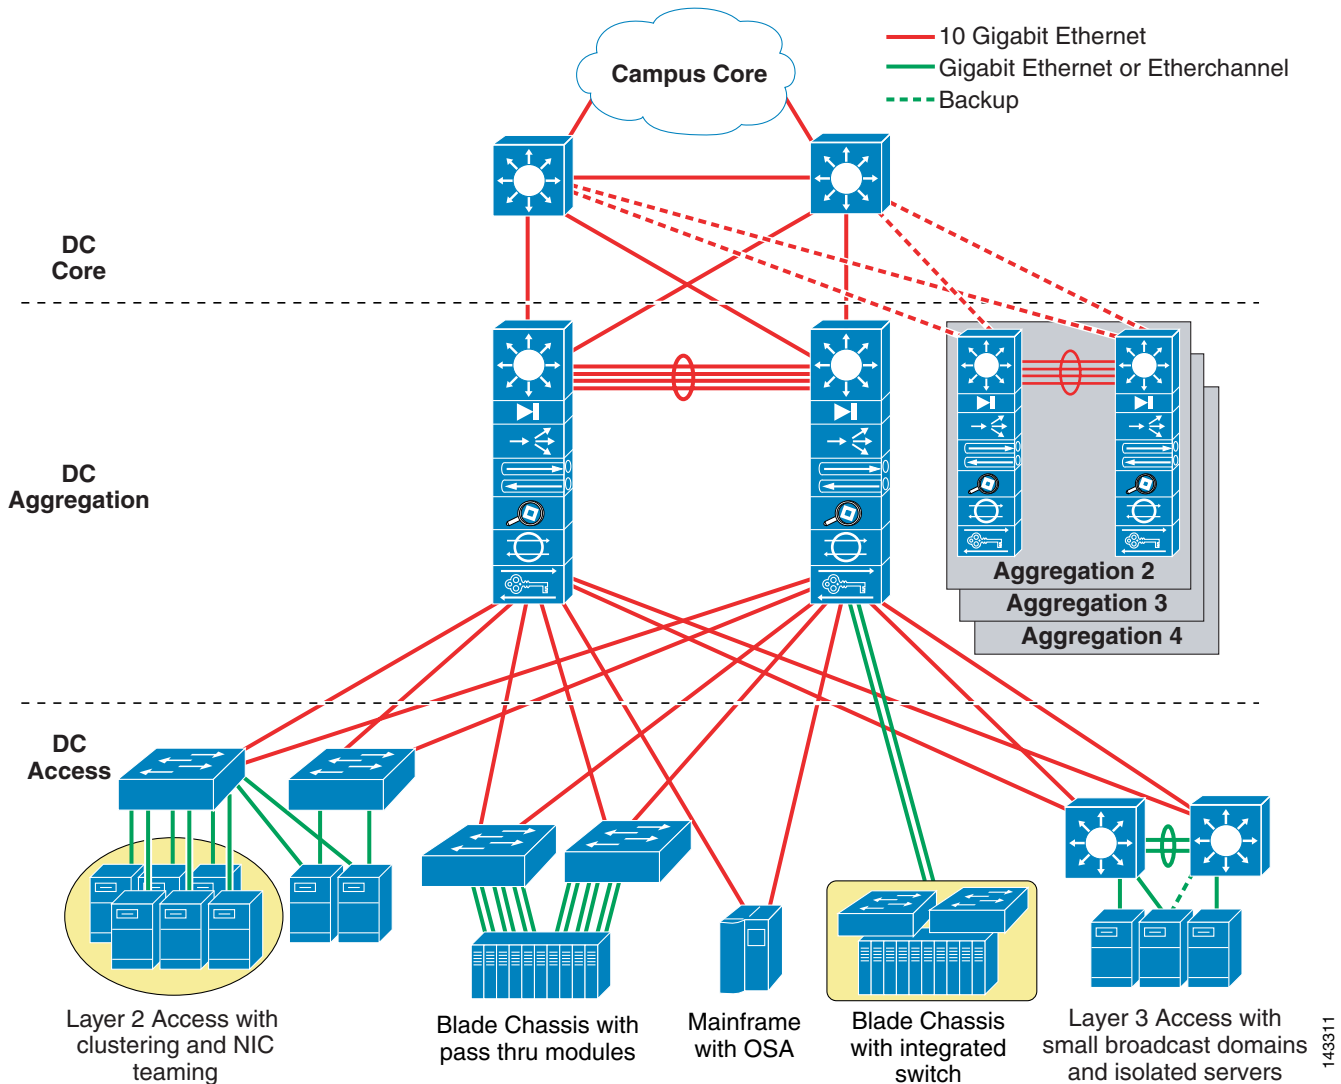 10 Gigabit Ethernet
Gigabit Ethernet or Etherchannel
Backup
Campus Core
DC
Core
DC
Aggregation
Aggregation 2
Aggregation 3
Aggregation 4
DC
Access
Layer 2 Access with
clustering and NIC
teaming
Blade Chassis with
pass thru modules
Mainframe
with OSA
Blade Chassis
with integrated
switch
Layer 3 Access with
small broadcast domains
and isolated servers
143311